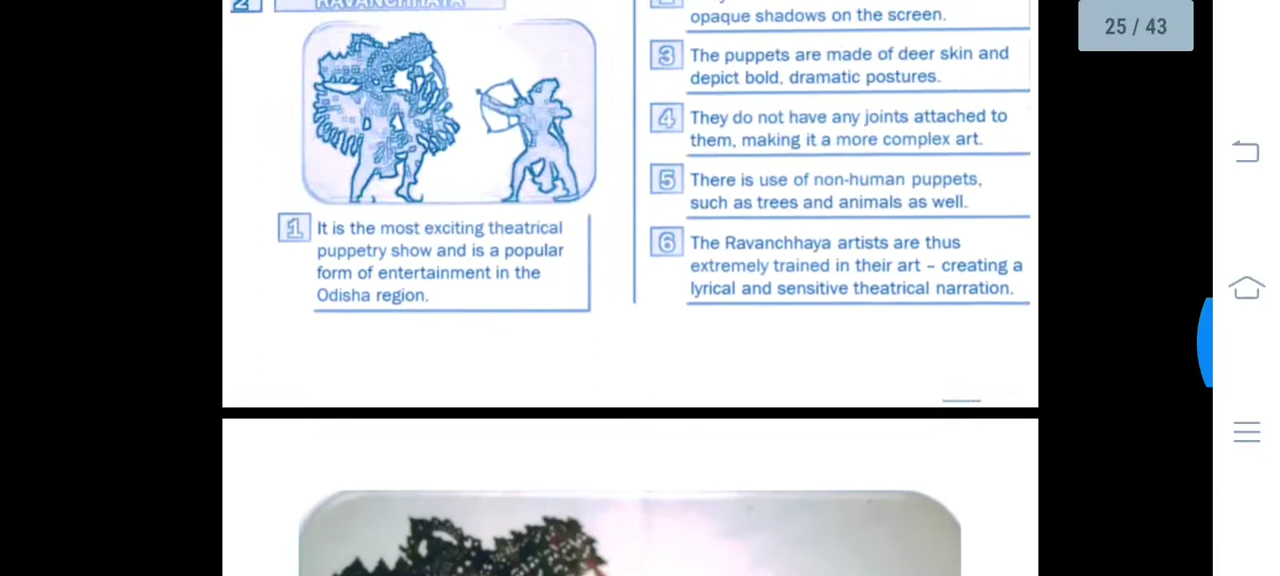 2 RAVANCHHAYA
1 It is the most exciting theatrical
puppetry show and is a popular
form of entertainment in the
Odisha region.
opaque shadows on the screen.
3 The puppets are made of deer skin and
depict bold, dramatic postures.
4 They do not have any joints attached to
them, making it a more complex art.
5 There is use of non-human puppets,
such as trees and animals as well.
6 The Ravanchhaya artists are thus
extremely trained in their art – creating a
lyrical and sensitive theatrical narration.
25 / 43